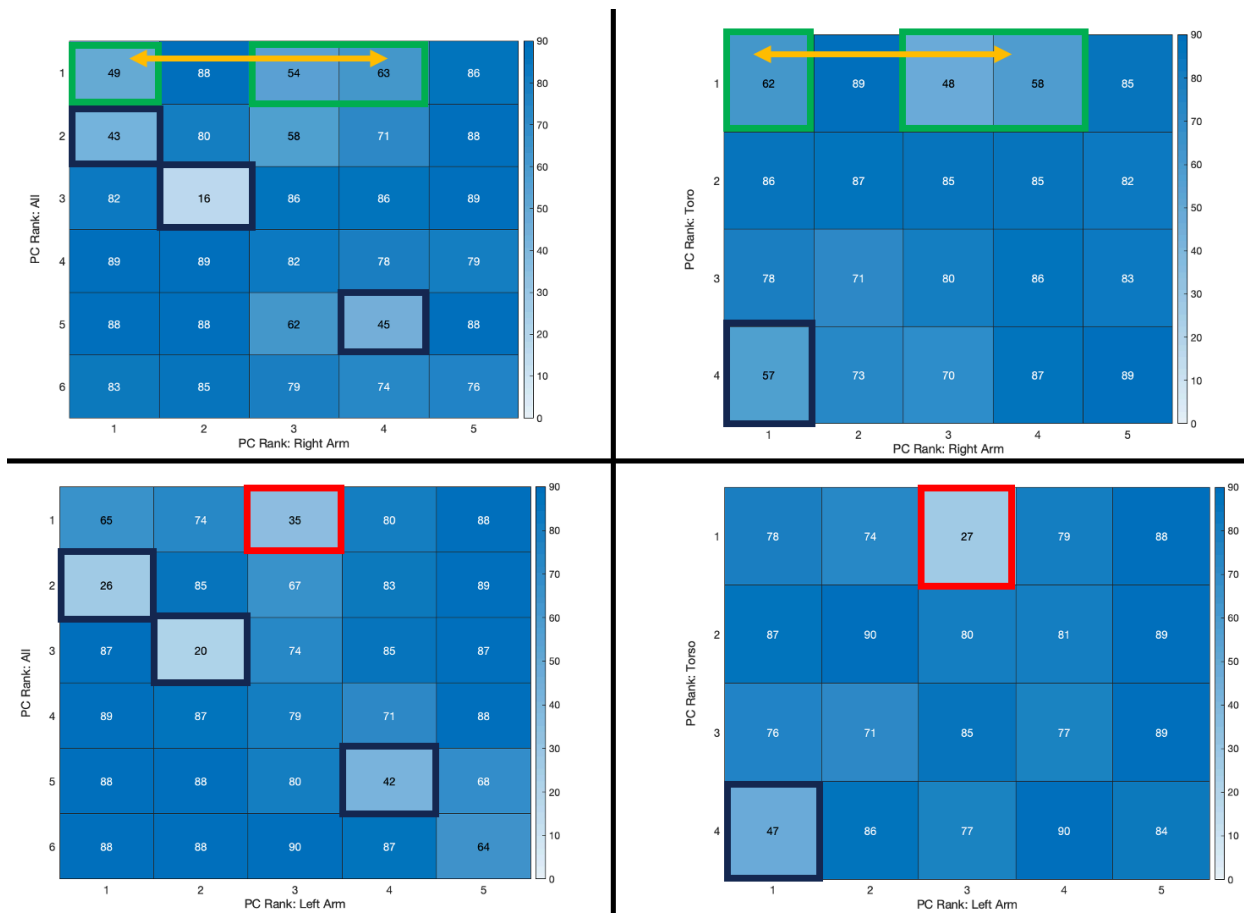 90
1 49 88 54 63 86
80
2 43 80 58 71 88
70
60
3 82 16 86 86 89
50
PC Rank: All
40
4 89 89 82 78 79
30
5 88 88 62 45 88
20
10
6 83 85 79 74 76
0
1 2 3 4 5
PC Rank: Right Arm
90
80
1 62 89 48 58 85
70
60
2 86 87 85 85 82
50
PC Rank: Toro
40
3 78 71 80 86 83
30
20
4 57 73 70 87 89
10
0
1 2 3 4 5
PC Rank: Right Arm
90
1 65 74 35 80 88
80
70
2 26 85 67 83 89
60
3 87 20 74 85 87
50
PC Rank: All
40
4 89 87 79 71 88
30
5 88 88 80 42 68
20
10
6 88 88 90 87 64
0
1 2 3 4 5
PC Rank: Left Arm
90
80
1 78 74 27 79 88
70
60
2 87 90 80 81 89
50
PC Rank: Torso
40
3 76 71 85 77 89
30
20
4 47 86 77 90 84
10
0
1 2 3 4 5
PC Rank: Left Arm